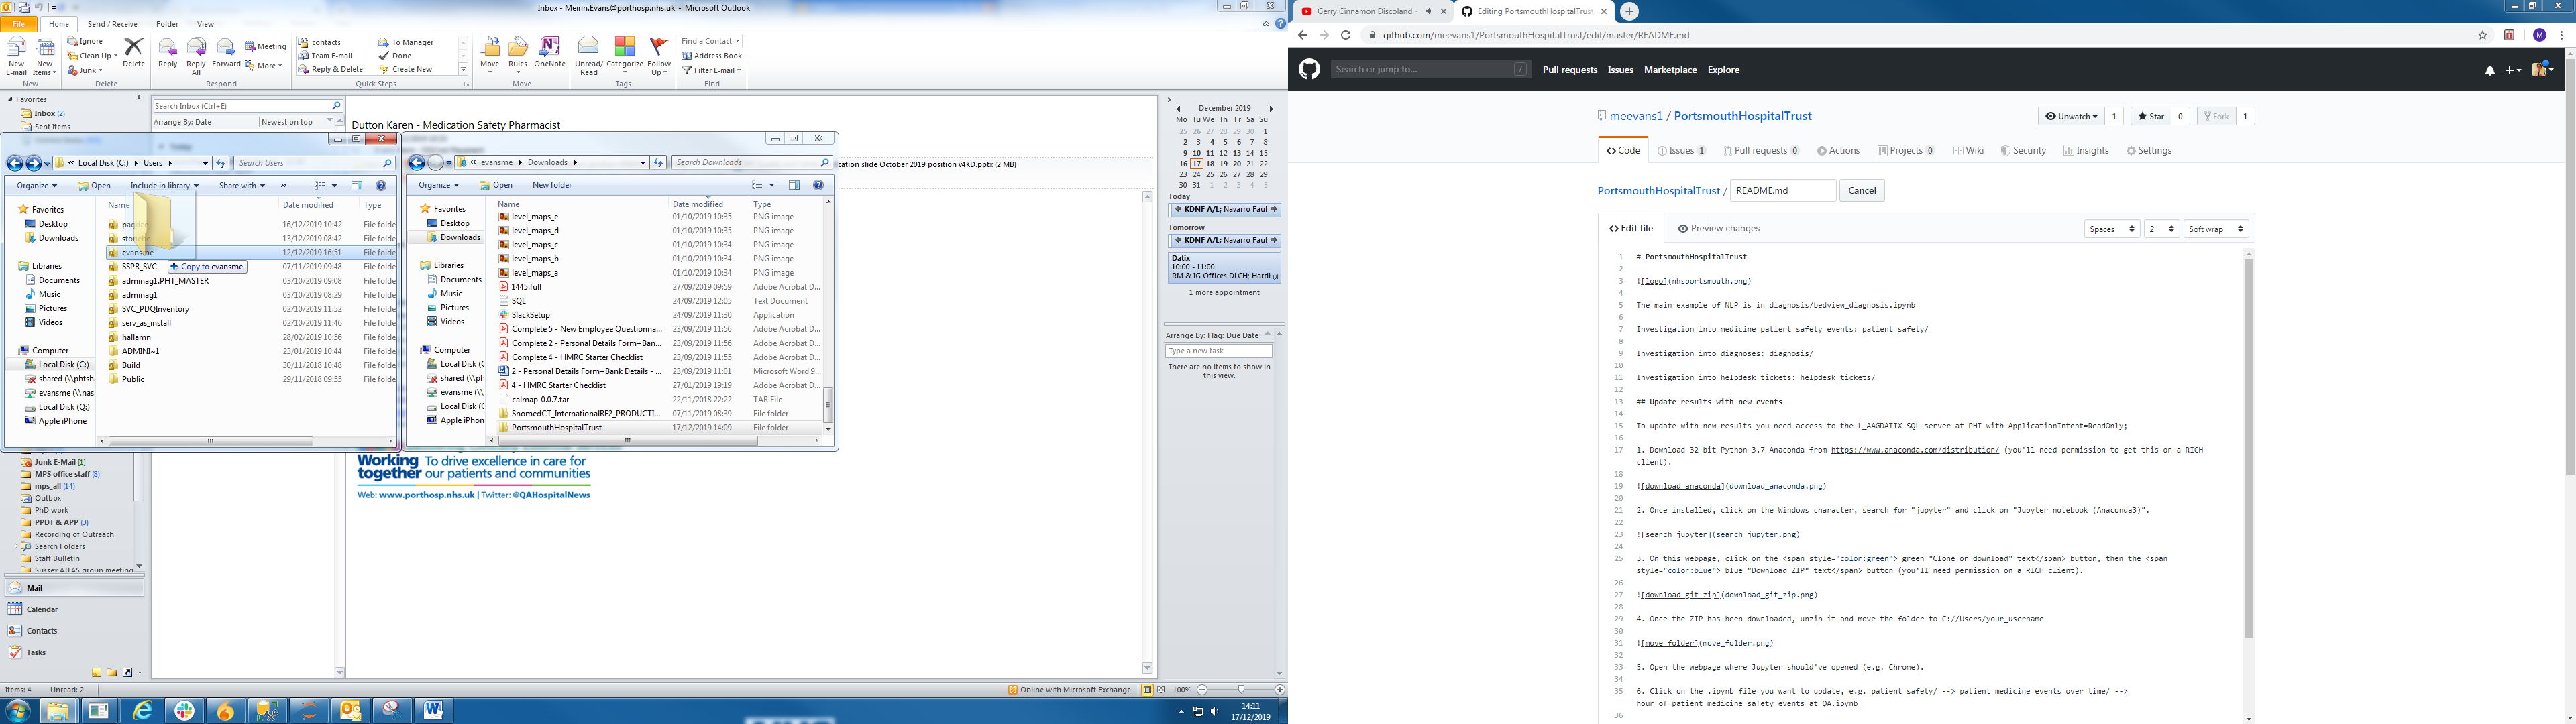 Inbox - Meirin.Evans@porthosp.nhs.uk - Microsoft Outlook
File Home Send / Receive Folder View
New E-mail
New Items
Ignore
Clean Up
Junk
Delete
Reply
Reply All
Forward
Meeting
More
contacts
Team E-mail
Reply & Delete
To Manager
Done
Create New
Move
Rules
OneNote
Unread/ Read
Categorize
Follow Up
Find a Contact
Address Book
Filter E-mail
New Delete Respond Quick Steps Move Tags Find
Favorites
Inbox (2)
Sent Items
Search Inbox (Ctrl+E)
Arrange By: Date Newest on top
Dutton Karen - Medication Safety Pharmacist
ication slide October 2019 position v4KD.pptx (2 MB)
Local Disk (C:) Users
Search Users
Organize Open Include in library Share with »
Name Date modified Type
Favorites
Desktop
Downloads
Libraries
Documents
Music
Pictures
Videos
Computer
Local Disk (C:)
shared (\\phtsh
evansme (\\nas
Local Disk (Q:)
Apple iPhone
16/12/2019 10:42 File folde
13/12/2019 08:42 File folde
evansme 12/12/2019 16:51 File folde
SSPR_SVC 07/11/2019 09:48 File folde
Copy to evansme
adminag1.PHT_MASTER 03/10/2019 09:08 File folde
adminag1 03/10/2019 08:29 File folde
SVC_PDQInventory 02/10/2019 11:52 File folde
serv_as_install 02/10/2019 11:46 File folde
hallamn 28/02/2019 10:56 File folde
ADMINI~1 23/01/2019 10:44 File folde
Build 30/11/2018 10:48 File folde
Public 29/11/2018 09:55 File folde
evansme Downloads
Search Downloads
Organize Open New folder
Name Date modified Type
Favorites
Desktop
Downloads
Libraries
Documents
Music
Pictures
Videos
Computer
Local Disk (C
shared (\\pht
evansme (\\n
Local Disk (C
Apple iPhon
level_maps_e 01/10/2019 10:35 PNG image
level_maps_d 01/10/2019 10:35 PNG image
level_maps_c 01/10/2019 10:34 PNG image
level_maps_b 01/10/2019 10:34 PNG image
level_maps_a 01/10/2019 10:34 PNG image
1445.full 27/09/2019 09:59 Adobe Acrobat D...
SQL 24/09/2019 12:05 Text Document
SlackSetup 24/09/2019 11:30 Application
Complete 5 - New Employee Questionna... 23/09/2019 11:56 Adobe Acrobat D...
Complete 2 - Personal Details Form+Ban... 23/09/2019 11:56 Adobe Acrobat D...
Complete 4 - HMRC Starter Checklist 23/09/2019 11:55 Adobe Acrobat D...
2 - Personal Details Form+Bank Details - ... 23/09/2019 11:01 Microsoft Word 9...
4 - HMRC Starter Checklist 27/01/2019 19:19 Adobe Acrobat D...
calmap-0.0.7.tar 22/11/2018 22:22 TAR File
SnomedCT_InternationalRF2_PRODUCTI... 07/11/2019 08:39 File folder
PortsmouthHospitalTrust 17/12/2019 14:09 File folder
Junk E-Mail [1]
MPS office staff (8)
mps_all (14)
Outbox
PhD work
PPDT & APP (3)
Recording of Outreach
Search Folders
Staff Bulletin
Sussex ATLAS group meeting
Mail
Calendar
Contacts
Tasks
Working together To drive excellence in care for our patients and communities
Web: www.porthosp.nhs.uk | Twitter: @QAHospitalNews
December 2019
Mo Tu We Th Fr Sa Su
25 26 27 28 29 30 1
2 3 4 5 6 7 8
9 10 11 12 13 14 15
16 17 18 19 20 21 22
23 24 25 26 27 28 29
30 31 1 2 3 4 5
Today
KDNF A/L; Navarro Faul
Tomorrow
KDNF A/L; Navarro Faul
Datix
10:00 - 11:00
RM & IG Offices DLCH; Hardi
1 more appointment
Arrange By: Flag: Due Date
Type a new task
There are no items to show in this view.
Items: 4 Unread: 2
Online with Microsoft Exchange 100%
14:11
17/12/2019
Gerry Cinnamon Discoland -
Editing PortsmouthHospitalTrust
github.com/meevans1/PortsmouthHospitalTrust/edit/master/README.md
Search or jump to... /
Pull requests Issues Marketplace Explore
meevans1 / PortsmouthHospitalTrust
Unwatch 1 Star 0 Fork 1
Code Issues 1 Pull requests 0 Actions Projects 0 Wiki Security Insights Settings
PortsmouthHospitalTrust / README.md Cancel
Edit file Preview changes
Spaces 2 Soft wrap
1 # PortsmouthHospitalTrust
2
3 ![logo](nhsportsmouth.png)
4
5 The main example of NLP is in diagnosis/bedview_diagnosis.ipynb
6
7 Investigation into medicine patient safety events: patient_safety/
8
9 Investigation into diagnoses: diagnosis/
10
11 Investigation into helpdesk tickets: helpdesk_tickets/
12
13 ## Update results with new events
14
15 To update with new results you need access to the L_AAGDATIX SQL server at PHT with ApplicationIntent=ReadOnly;
16
17 1. Download 32-bit Python 3.7 Anaconda from https://www.anaconda.com/distribution/ (you'll need permission to get this on a RICH
client).
18
19 ![download_anaconda](download_anaconda.png)
20
21 2. Once installed, click on the Windows character, search for "jupyter" and click on "Jupyter notebook (Anaconda3)".
22
23 ![search_jupyter](search_jupyter.png)
24
25 3. On this webpage, click on the <span style="color:green"> green "Clone or download" text</span> button, then the <span
style="color:blue"> blue "Download ZIP" text</span> button (you'll need permission on a RICH client).
26
27 ![download_git_zip](download_git_zip.png)
28
29 4. Once the ZIP has been downloaded, unzip it and move the folder to C://Users/your_username
30
31 ![move_folder](move_folder.png)
32
33 5. Open the webpage where Jupyter should've opened (e.g. Chrome).
34
35 6. Click on the .ipynb file you want to update, e.g. patient_safety/ --> patient_medicine_events_over_time/ -->
hour_of_patient_medicine_safety_events_at_QA.ipynb
36